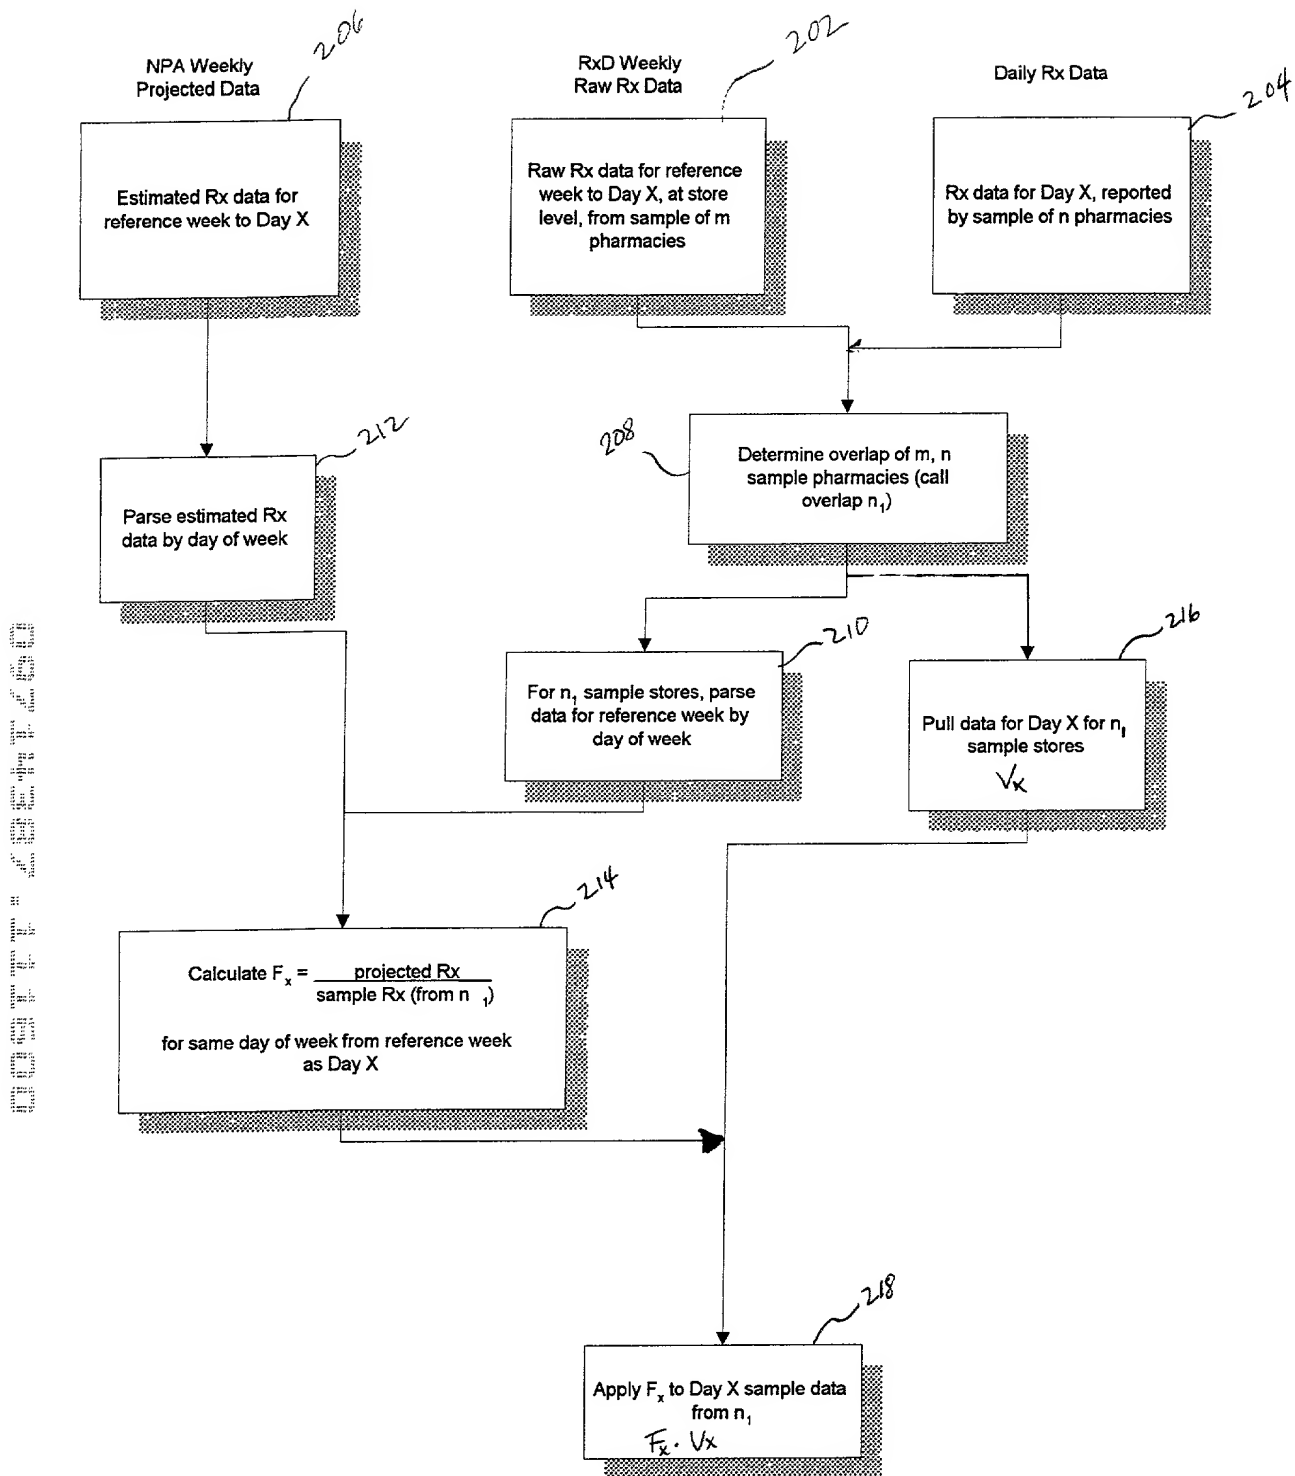 206
202
NPA Weekly
Projected Data
RxD Weekly
Raw Rx Data
Daily Rx Data
204
Estimated Rx data for
reference week to Day X
Raw Rx data for reference
week to Day X, at store
level, from sample of m
pharmacies
Rx data for Day X, reported
by sample of n pharmacies
212
208
Parse estimated Rx
data by day of week
Determine overlap of m, n
sample pharmacies (call
overlap n₁)
210
216
For n₁ sample stores, parse
data for reference week by
day of week
Pull data for Day X for n₁
sample stores
Vx
214
Calculate Fₓ = projected Rx
sample Rx (from n ₁)
for same day of week from reference week
as Day X
218
Apply Fₓ to Day X sample data
from n₁
Fx · Vx